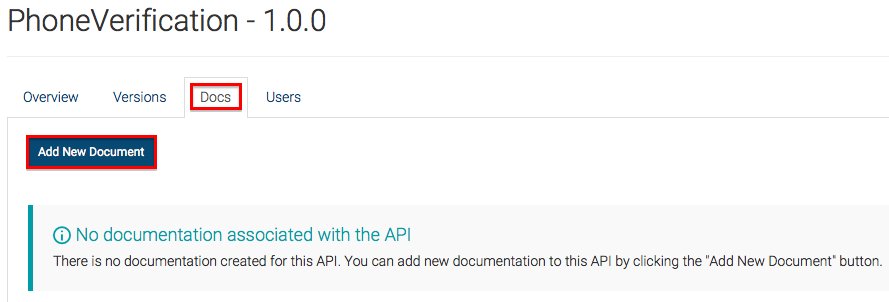 PhoneVerification - 1.0.0
Overview Versions Docs Users
Add New Document
No documentation associated with the API
There is no documentation created for this API. You can add new documentation to this API by clicking the "Add New Document" button.